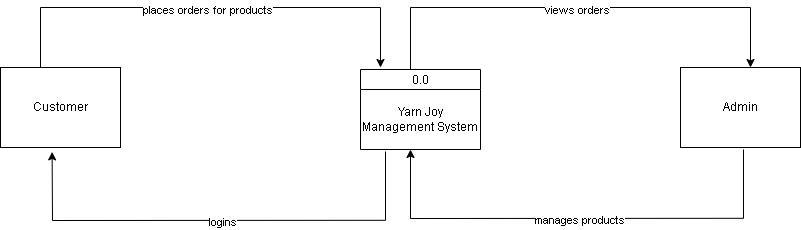 places orders for products
views orders
0.0
Customer
Yarn Joy
Management System
Admin
logins
manages products